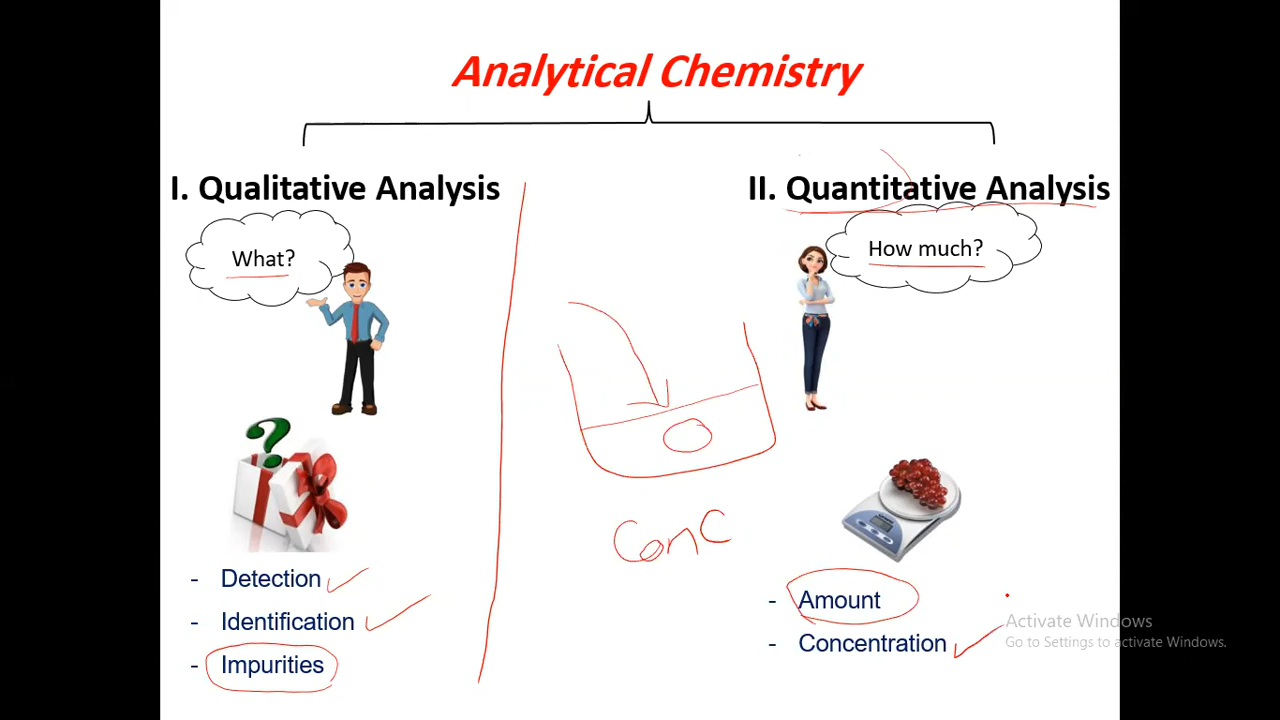 Analytical Chemistry
I. Qualitative Analysis
What?
- Detection
- Identification
- Impurities
Conc
II. Quantitative Analysis
How much?
- Amount
- Concentration
Activate Windows
Go to Settings to activate Windows.